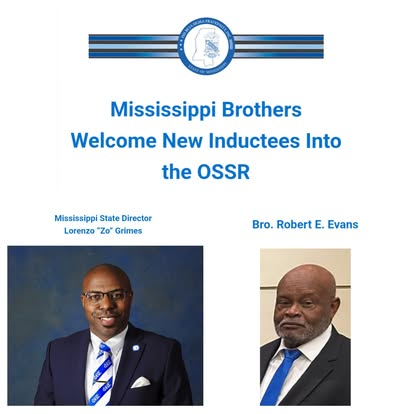 Mississippi Brothers
Welcome New Inductees Into
the OSSR
Mississippi State Director
Lorenzo "Zo" Grimes
Bro. Robert E. Evans